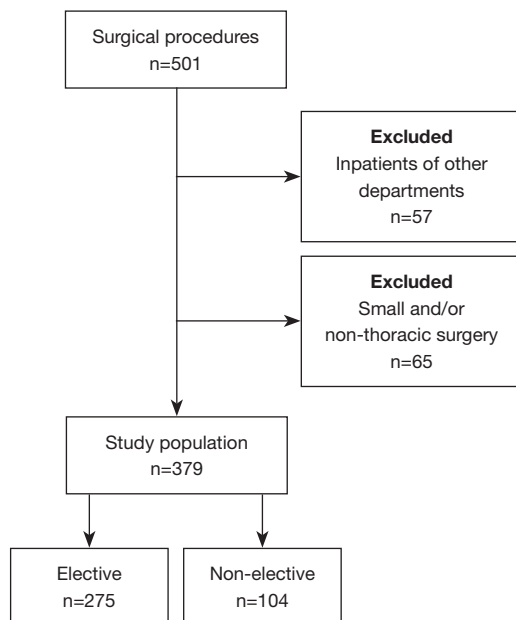 Surgical procedures
n=501
Excluded
Inpatients of other
departments
n=57
Excluded
Small and/or
non-thoracic surgery
n=65
Study population
n=379
Elective
n=275
Non-elective
n=104